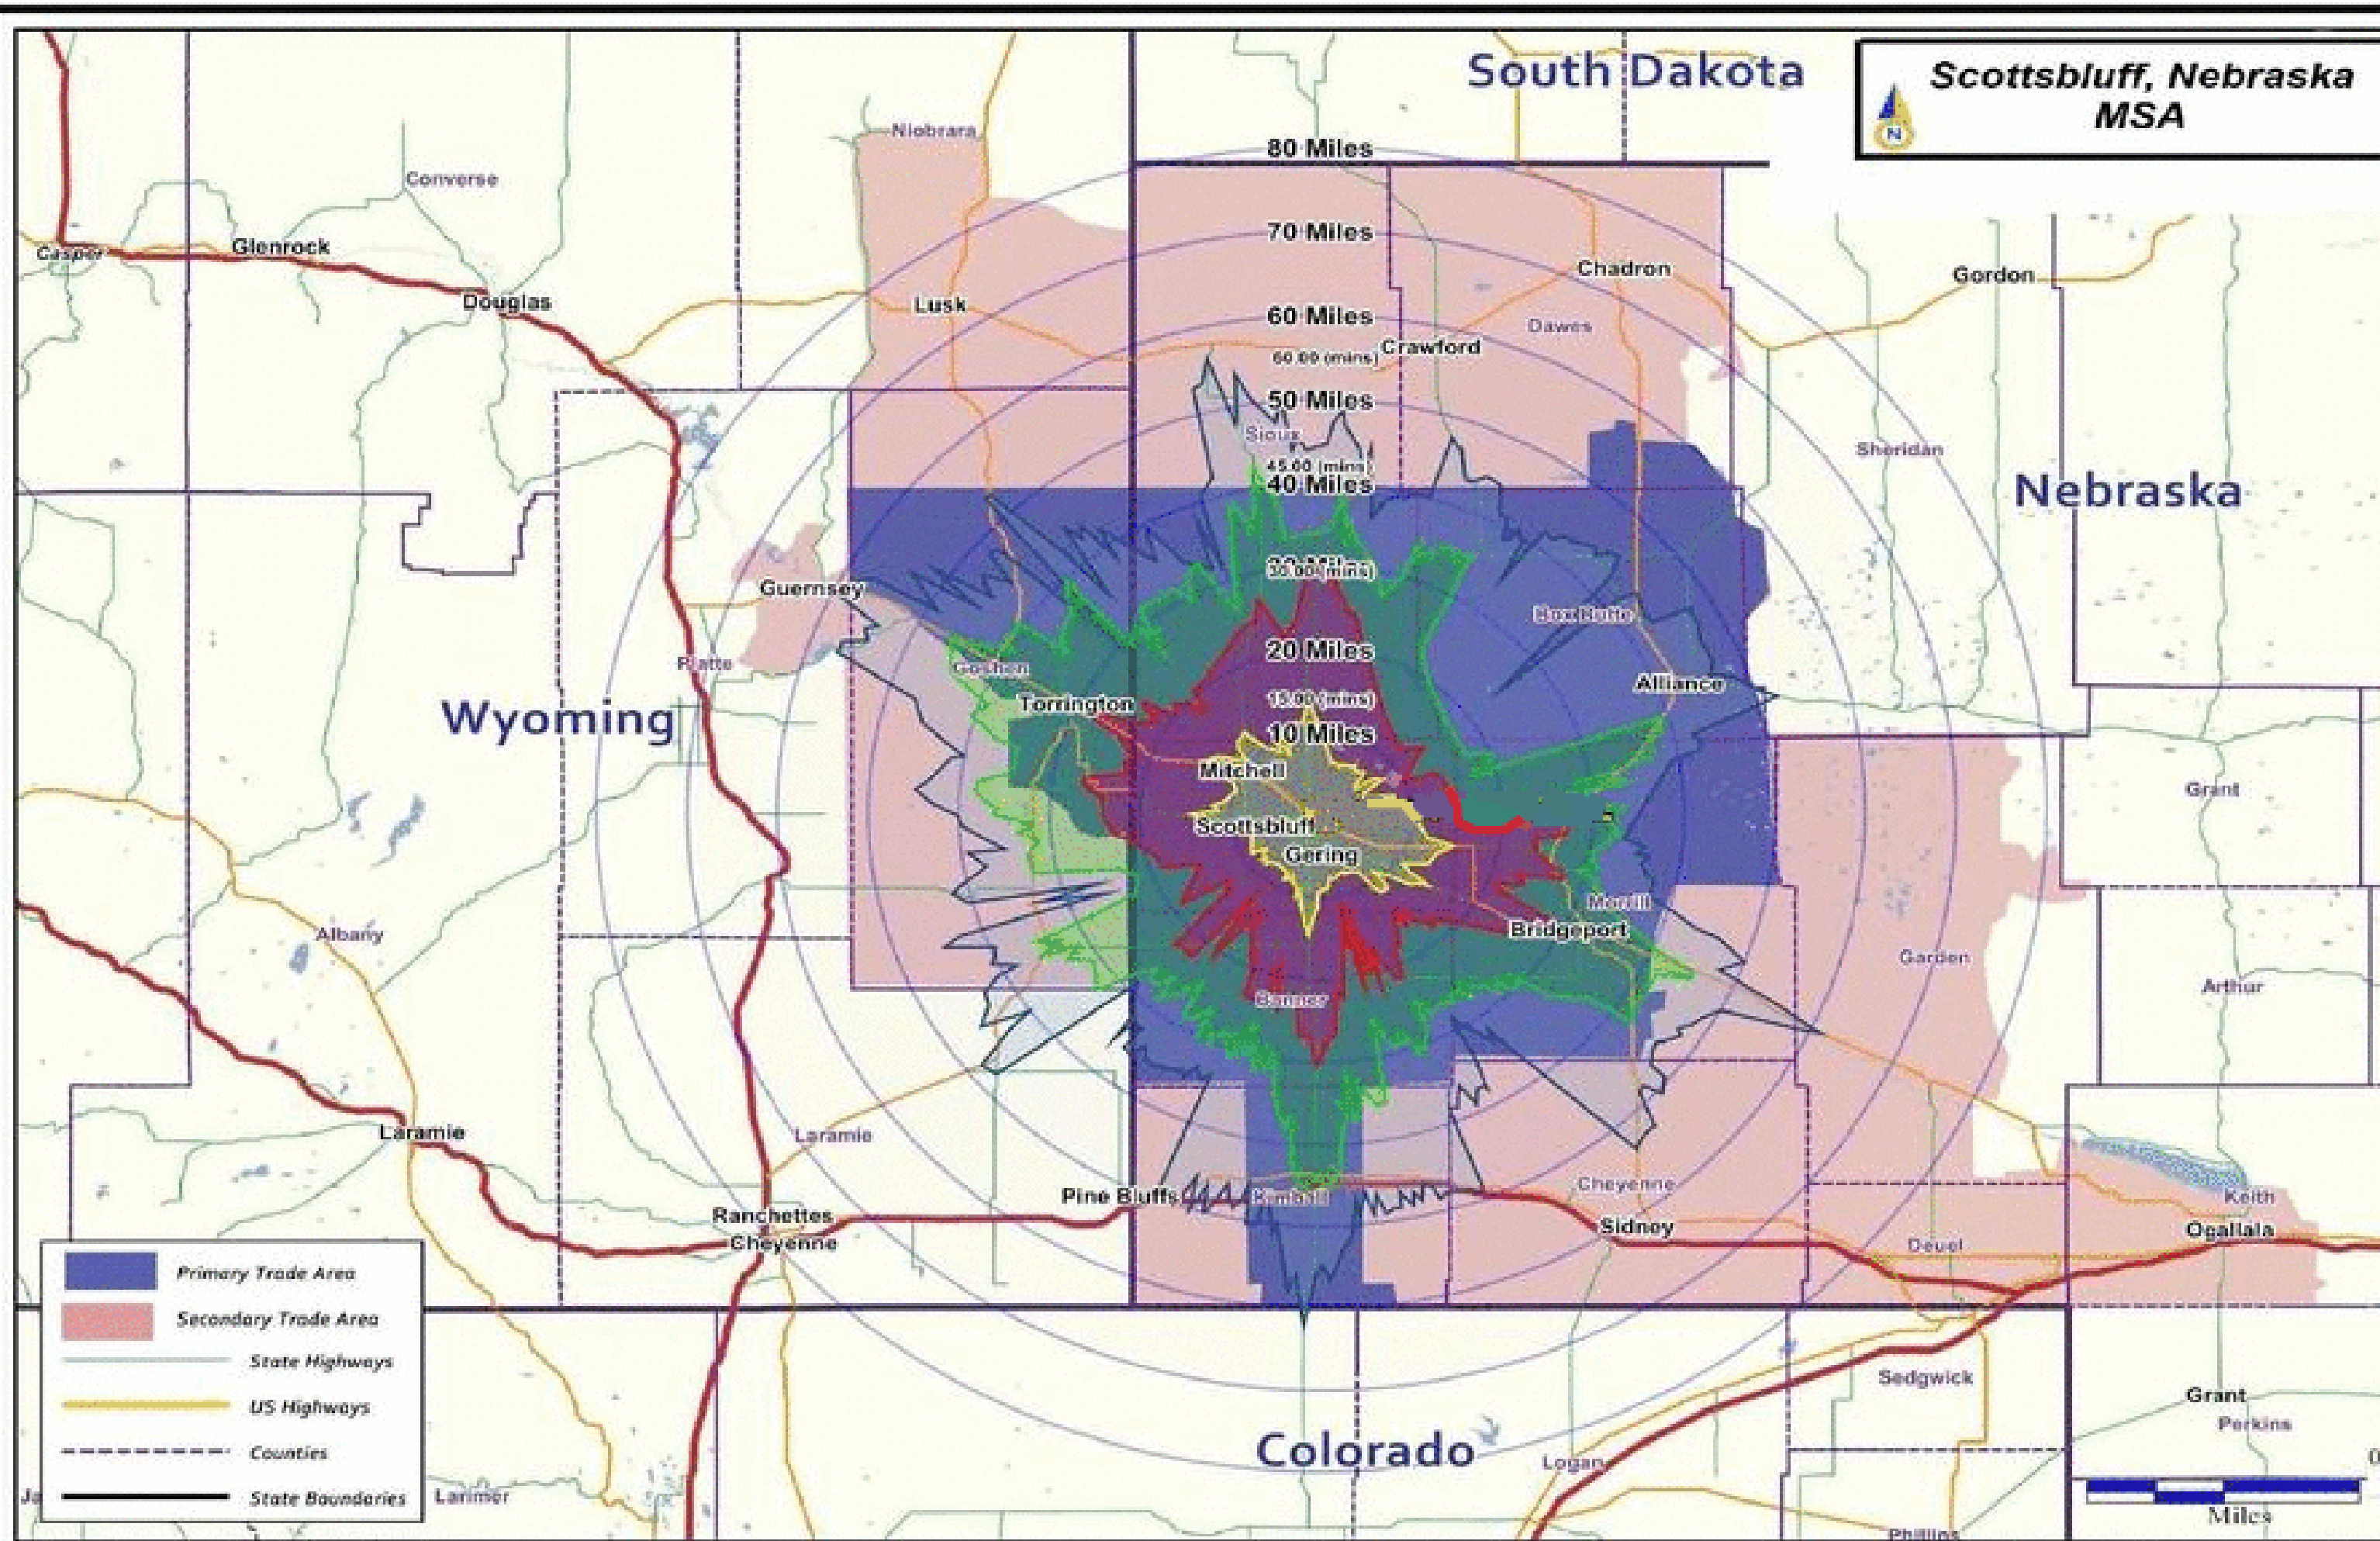 South Dakota
Scottsbluff, Nebraska
MSA
Niobrara
80 Miles
Converse
70 Miles
Glenrock
Casper
Chadron
Gordon
Douglas
Lusk
60 Miles
Dawes
Crawford
60.00 (mins)
50 Miles
Sioux
Sheridan
45.00 (mins)
40 Miles
Nebraska
Guernsey
30.00 (mins)
Box Butte
20 Miles
Platte
Goshen
Alliance
Torrington
15.00 (mins)
Wyoming
10 Miles
Mitchell
Grant
Scottsbluff
Gering
Morrill
Bridgeport
Albany
Garden
Arthur
Banner
Laramie
Laramie
Pine Bluffs
Kimball
Cheyenne
Keith
Ranchettes
Cheyenne
Sidney
Ogallala
Deuel
Primary Trade Area
Secondary Trade Area
State Highways
US Highways
Counties
State Boundaries
Sedgwick
Grant
Perkins
Colorado
Logan
0
Larimer
Miles
Phillips